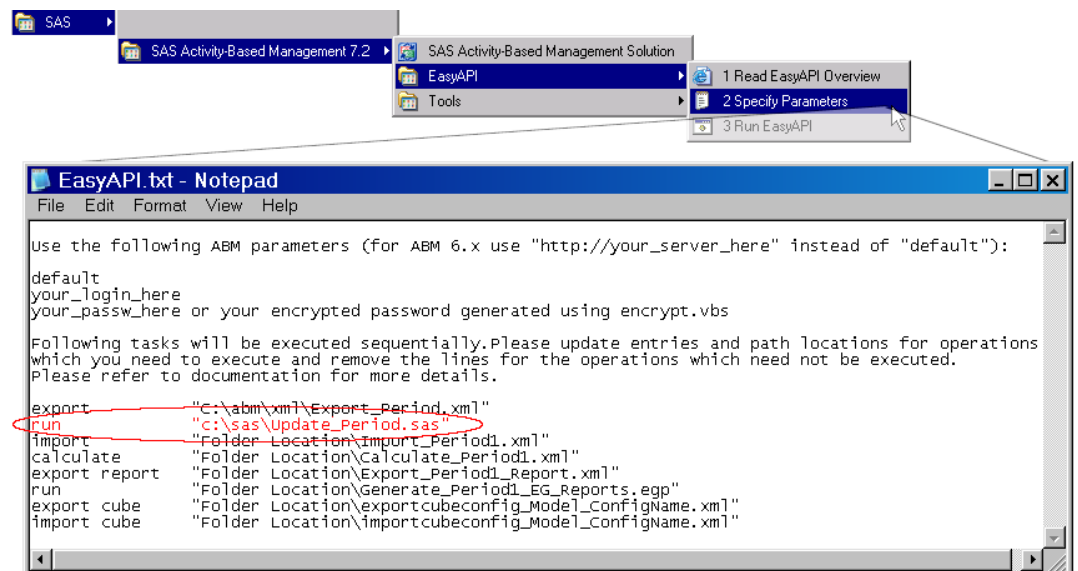 SAS
SAS Activity-Based Management 7.2
SAS Activity-Based Management Solution
EasyAPI
1 Read EasyAPI Overview
Tools
2 Specify Parameters
3 Run EasyAPI
EasyAPI.txt - Notepad
File Edit Format View Help
Use the following ABM parameters (for ABM 6.x use "http://your_server_here" instead of "default"):
default
your_login_here
your_passw_here or your encrypted password generated using encrypt.vbs
Following tasks will be executed sequentially.Please update entries and path locations for operations
which you need to execute and remove the lines for the operations which need not be executed.
Please refer to documentation for more details.
export "C:\abm\xml\Export_Period.xml"
run "c:\sas\Update_Period.sas"
import "Folder Location\Import_Period1.xml"
calculate "Folder Location\Calculate_Period1.xml"
export report "Folder Location\Export_Period1_Report.xml"
run "Folder Location\Generate_Period1_EG_Reports.egp"
export cube "Folder Location\exportcubeconfig_Model_ConfigName.xml"
import cube "Folder Location\importcubeconfig_Model_ConfigName.xml"